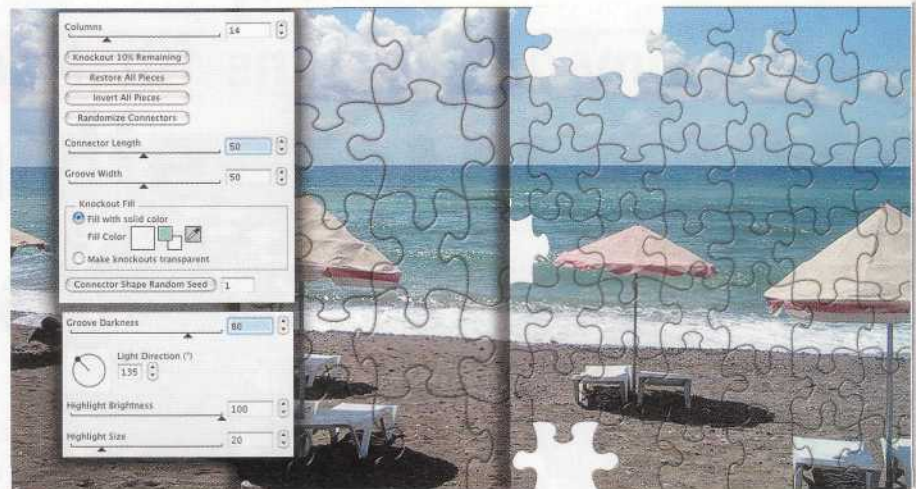 Columns 14
Knockout 10% Remaining
Restore All Pieces
Invert All Pieces
Randomize Connectors
Connector Length 50
Groove Width 50
Knockout Fill
Fill with solid color
Fill Color
Make knockouts transparent
Connector Shape Random Seed 1
Groove Darkness 60
Light Direction (°)
135
Highlight Brightness 100
Highlight Size 20